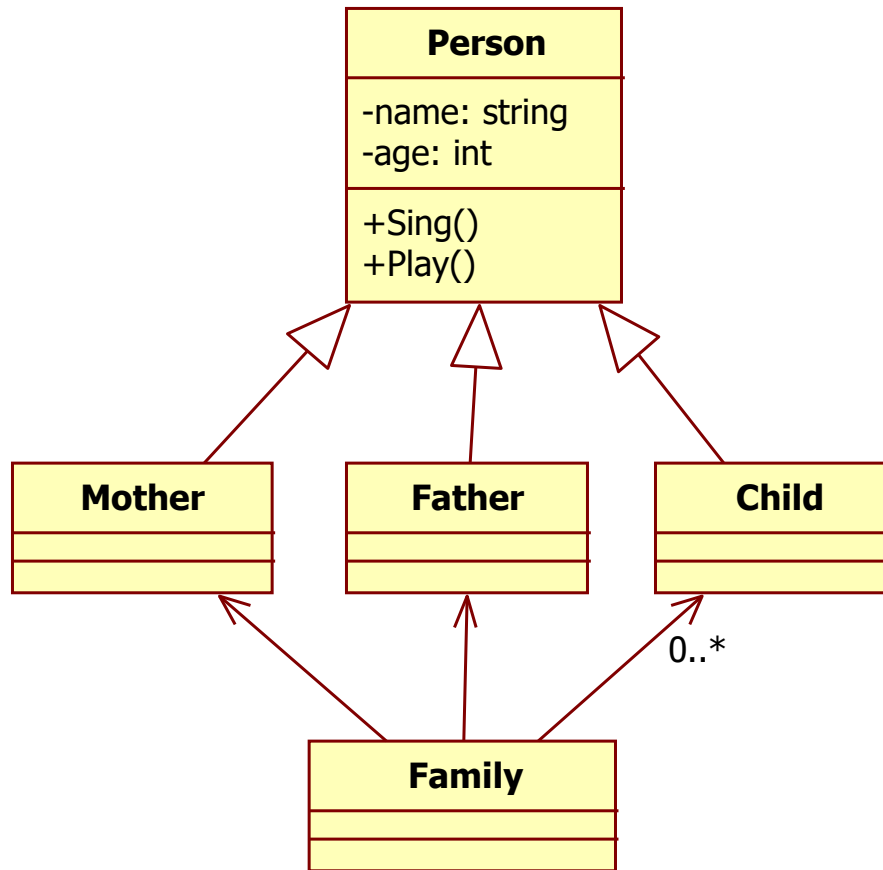 Person
-name: string
-age: int
+Sing()
+Play()
Mother
Father
Child
0..*
Family